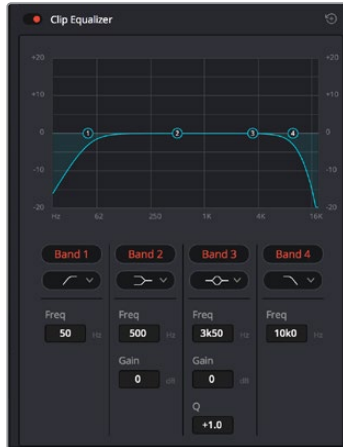 Clip Equalizer
+20 +20
+10 +10
0 1 2 3 4 0
-10 -10
-20 -20
Hz 62 250 1K 4K 16K
Band 1 Band 2 Band 3 Band 4
Freq Freq Freq Freq
50 Hz 500 Hz 3k50 Hz 10k0 Hz
Gain Gain
0 dB 0 dB
Q
+1.0